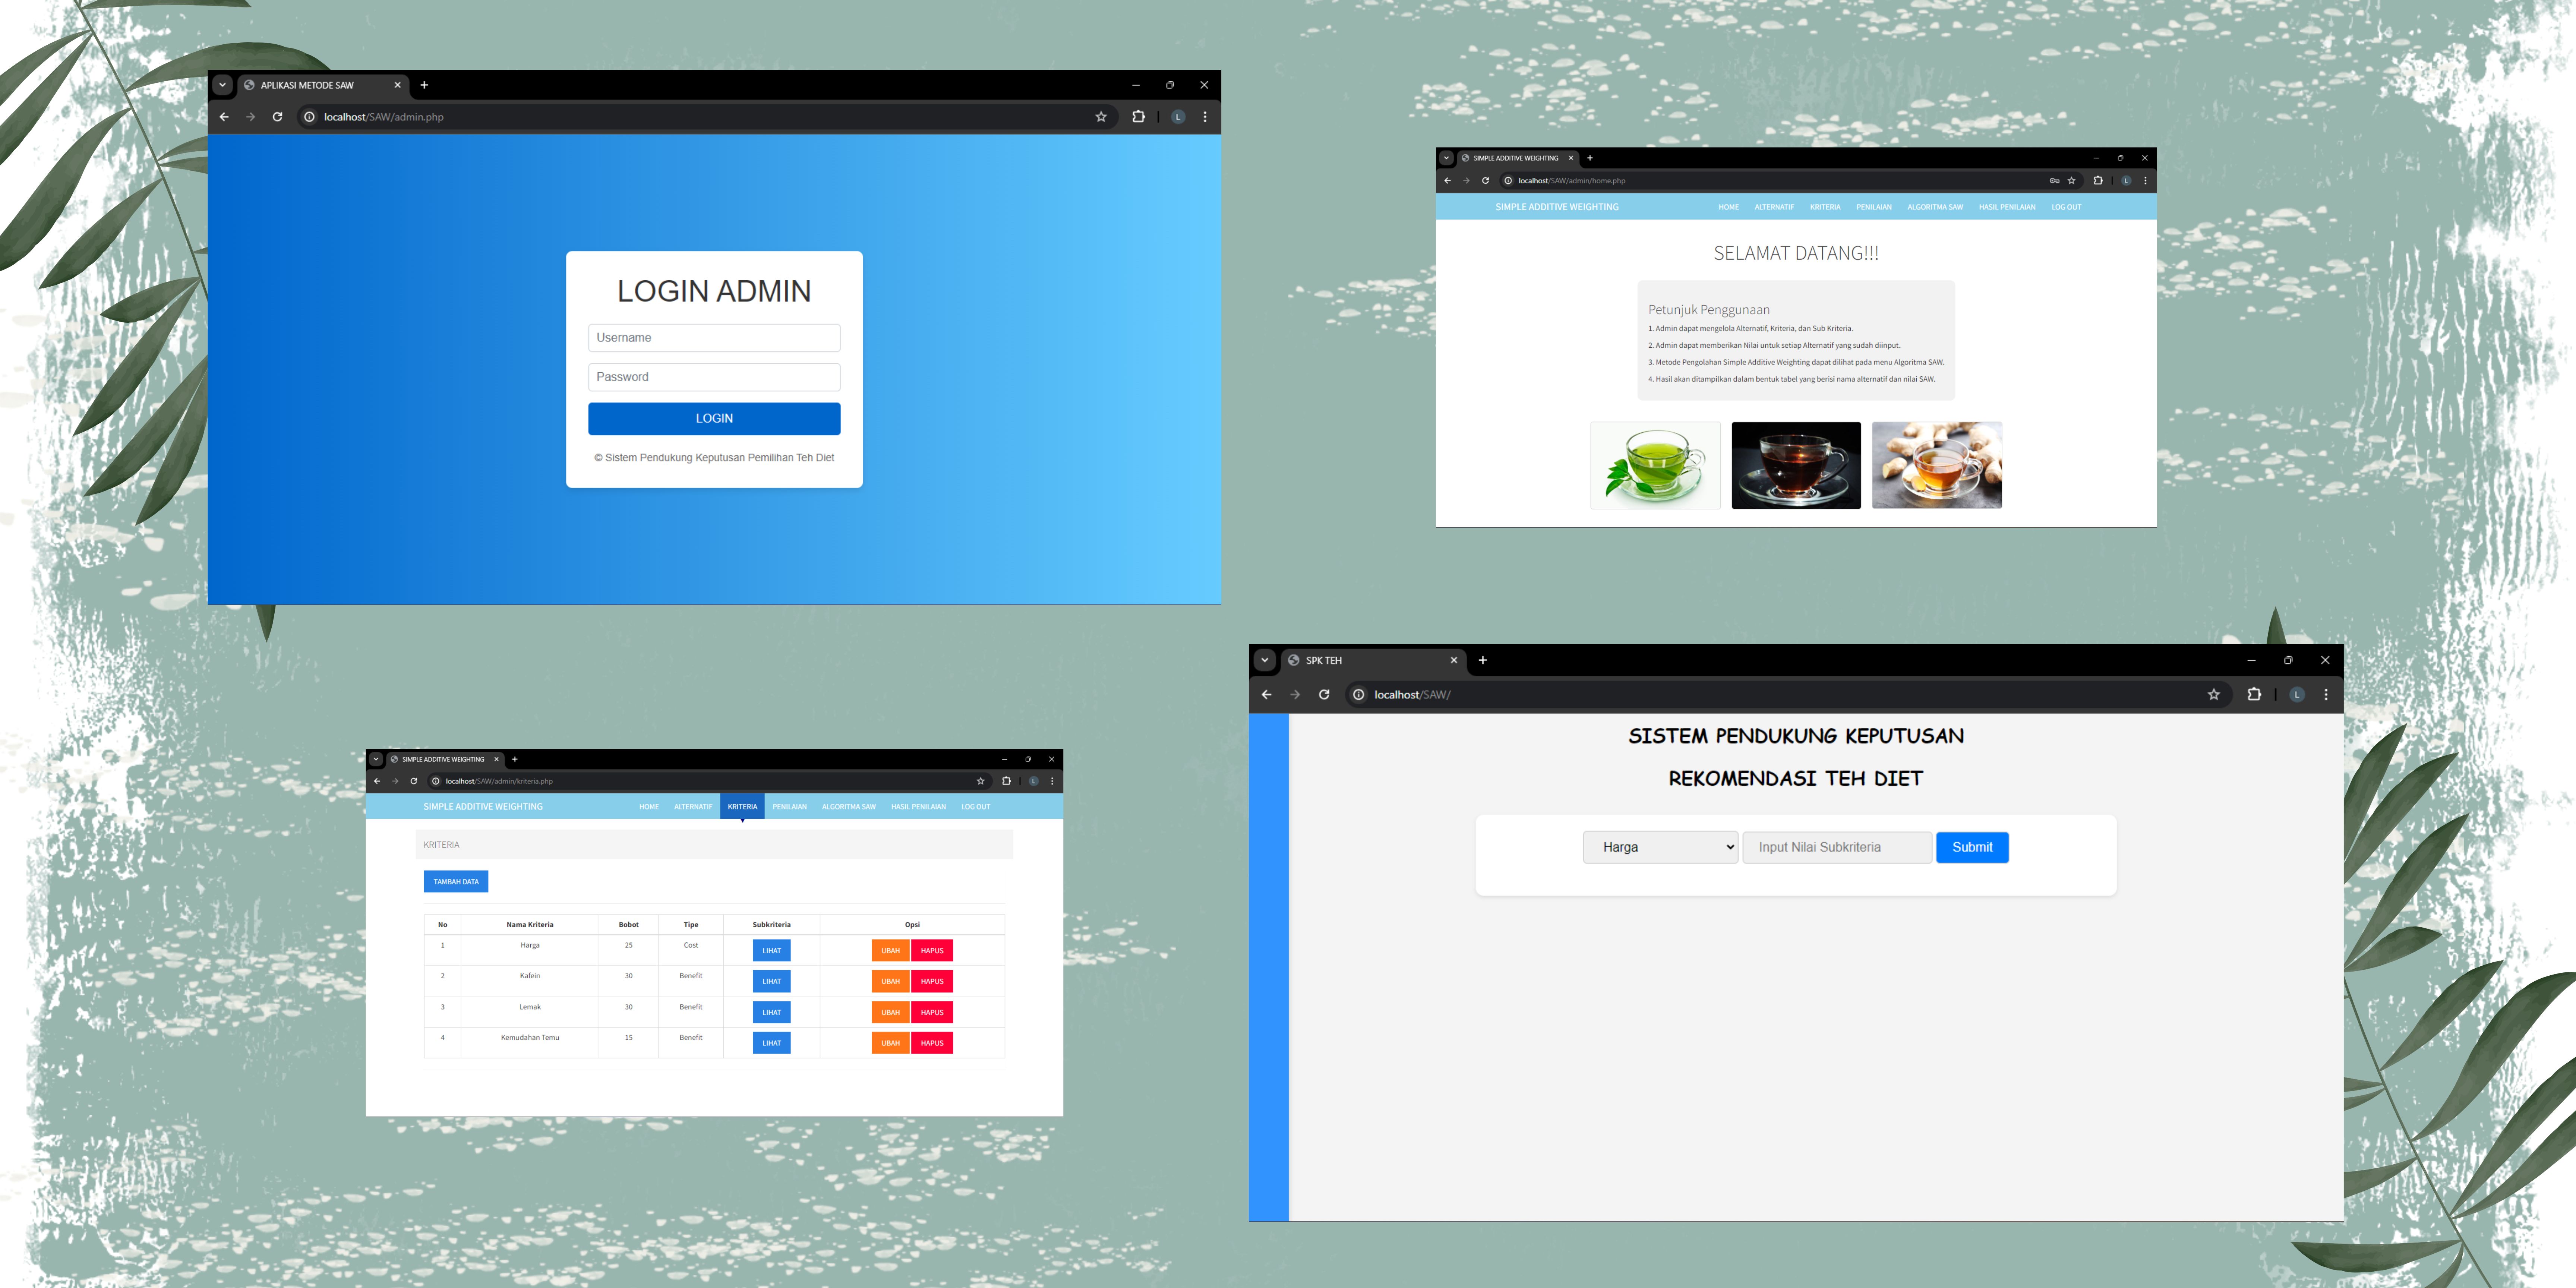 APLIKASI METODE SAW
localhost/SAW/admin.php
L
LOGIN ADMIN
Username
Password
LOGIN
© Sistem Pendukung Keputusan Pemilihan Teh Diet
SIMPLE ADDITIVE WEIGHTING
localhost/SAW/admin/home.php
L
SIMPLE ADDITIVE WEIGHTING HOME ALTERNATIF KRITERIA PENILAIAN ALGORITMA SAW HASIL PENILAIAN LOG OUT
SELAMAT DATANG!!!
Petunjuk Penggunaan
1. Admin dapat mengelola Alternatif, Kriteria, dan Sub Kriteria.
2. Admin dapat memberikan Nilai untuk setiap Alternatif yang sudah diinput.
3. Metode Pengolahan Simple Additive Weighting dapat dilihat pada menu Algoritma SAW.
4. Hasil akan ditampilkan dalam bentuk tabel yang berisi nama alternatif dan nilai SAW.
SIMPLE ADDITIVE WEIGHTING
localhost/SAW/admin/kriteria.php
L
SIMPLE ADDITIVE WEIGHTING HOME ALTERNATIF KRITERIA PENILAIAN ALGORITMA SAW HASIL PENILAIAN LOG OUT
KRITERIA
TAMBAH DATA
No Nama Kriteria Bobot Tipe Subkriteria Opsi
1 Harga 25 Cost LIHAT UBAH HAPUS
2 Kafein 30 Benefit LIHAT UBAH HAPUS
3 Lemak 30 Benefit LIHAT UBAH HAPUS
4 Kemudahan Temu 15 Benefit LIHAT UBAH HAPUS
SPK TEH
localhost/SAW/
L
SISTEM PENDUKUNG KEPUTUSAN
REKOMENDASI TEH DIET
Harga Input Nilai Subkriteria Submit